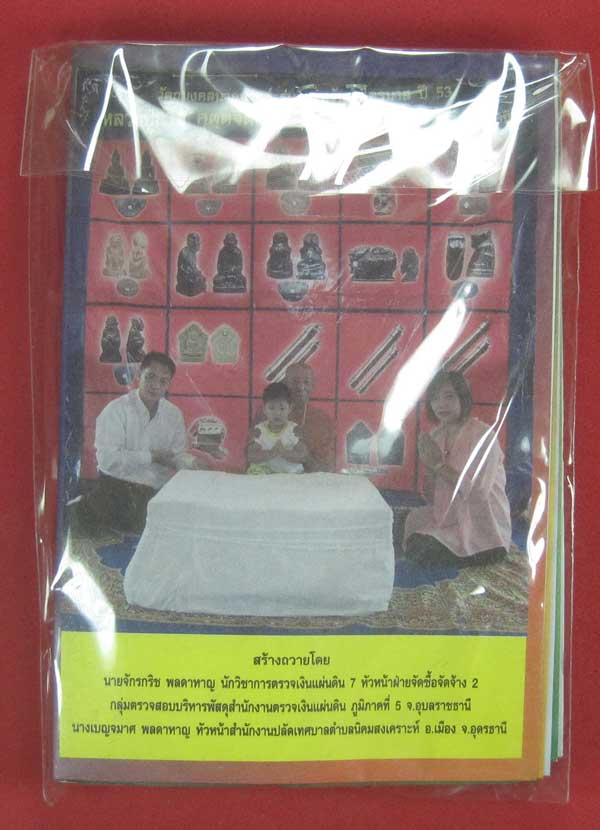 ปี 53
สร้างถวายโดย
นายจักรกริช พลดาหาญ นักวิชาการตรวจเงินแผ่นดิน 7 หัวหน้าฝ่ายจัดซื้อจัดจ้าง 2
กลุ่มตรวจสอบบริหารพัสดุสำนักงานตรวจเงินแผ่นดิน ภูมิภาคที่ 5 จ.อุบลราชธานี
นางเบญจมาศ พลดาหาญ หัวหน้าสำนักงานปลัดเทศบาลตำบลนิคมสงเคราะห์ อ.เมือง จ.อุดรธานี